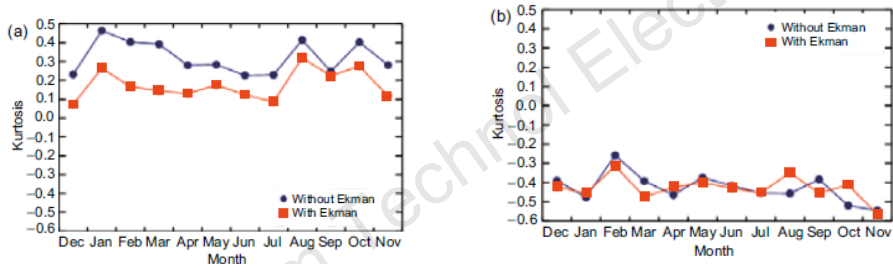 (a)
0.5
0.4
0.3
0.2
0.1
0.0
−0.1
−0.2
−0.3
−0.4
−0.5
−0.6
Kurtosis
Without Ekman
With Ekman
Dec Jan Feb Mar Apr May Jun Jul Aug Sep Oct Nov
Month
(b)
0.5
0.4
0.3
0.2
0.1
0.0
−0.1
−0.2
−0.3
−0.4
−0.5
−0.6
Kurtosis
Without Ekman
With Ekman
Dec Jan Feb Mar Apr May Jun Jul Aug Sep Oct Nov
Month
Technol Elect